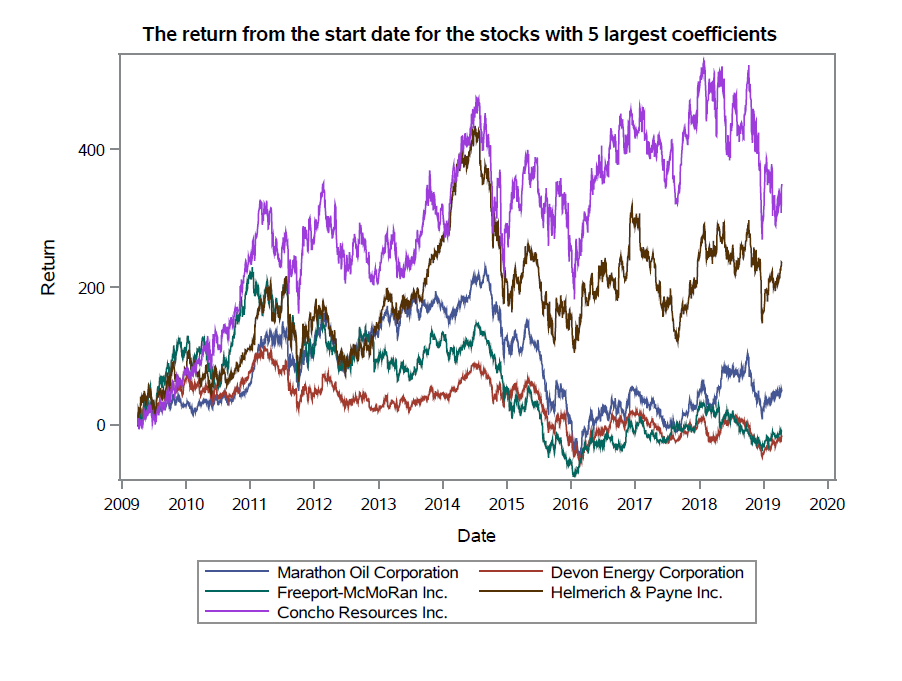 The return from the start date for the stocks with 5 largest coefficients
400
200
0
Return
2009 2010 2011 2012 2013 2014 2015 2016 2017 2018 2019 2020
Date
Marathon Oil Corporation Devon Energy Corporation
Freeport-McMoRan Inc. Helmerich & Payne Inc.
Concho Resources Inc.